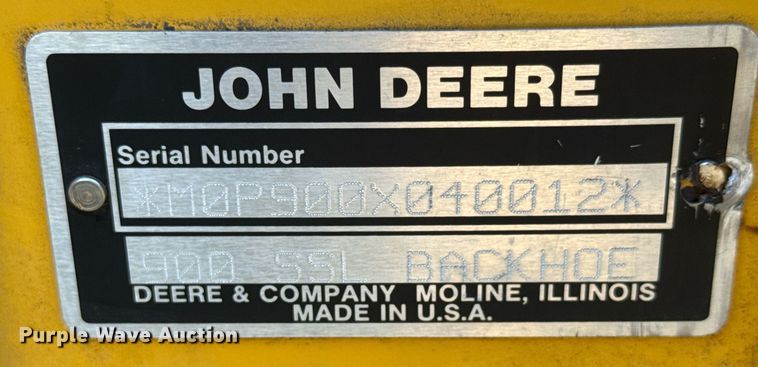 JOHN DEERE
Serial Number
*M0P900X040012*
900 SSL BACKHOE
DEERE & COMPANY MOLINE, ILLINOIS
MADE IN U.S.A.
Purple Wave Auction